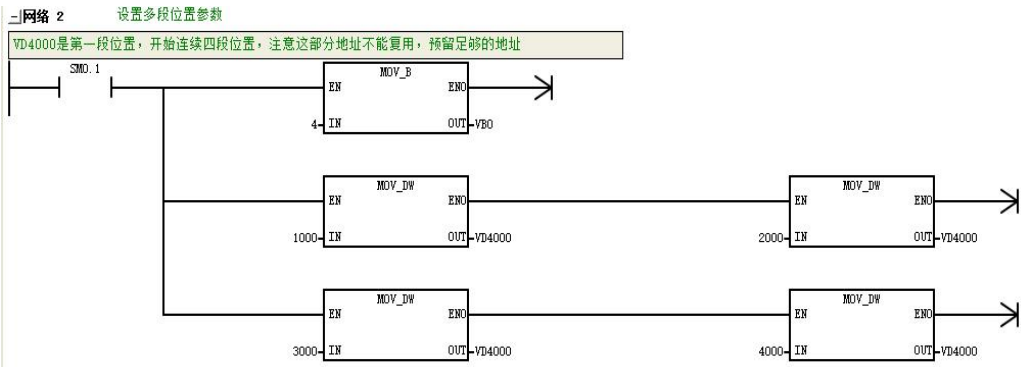 网络 2 设置多段位置参数
VD4000是第一段位置，开始连续四段位置，注意这部分地址不能复用，预留足够的地址
SM0.1
MOV_B
EN ENO
4 IN OUT VB0
MOV_DW MOV_DW
EN ENO EN ENO
1000 IN OUT VD4000 2000 IN OUT VD4000
MOV_DW MOV_DW
EN ENO EN ENO
3000 IN OUT VD4000 4000 IN OUT VD4000